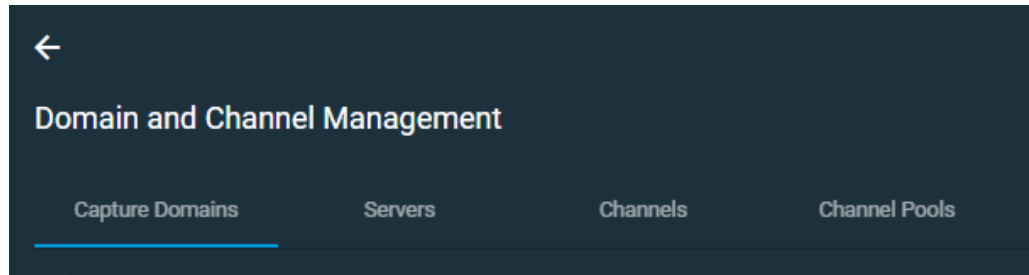 Domain and Channel Management
Capture Domains Servers Channels Channel Pools